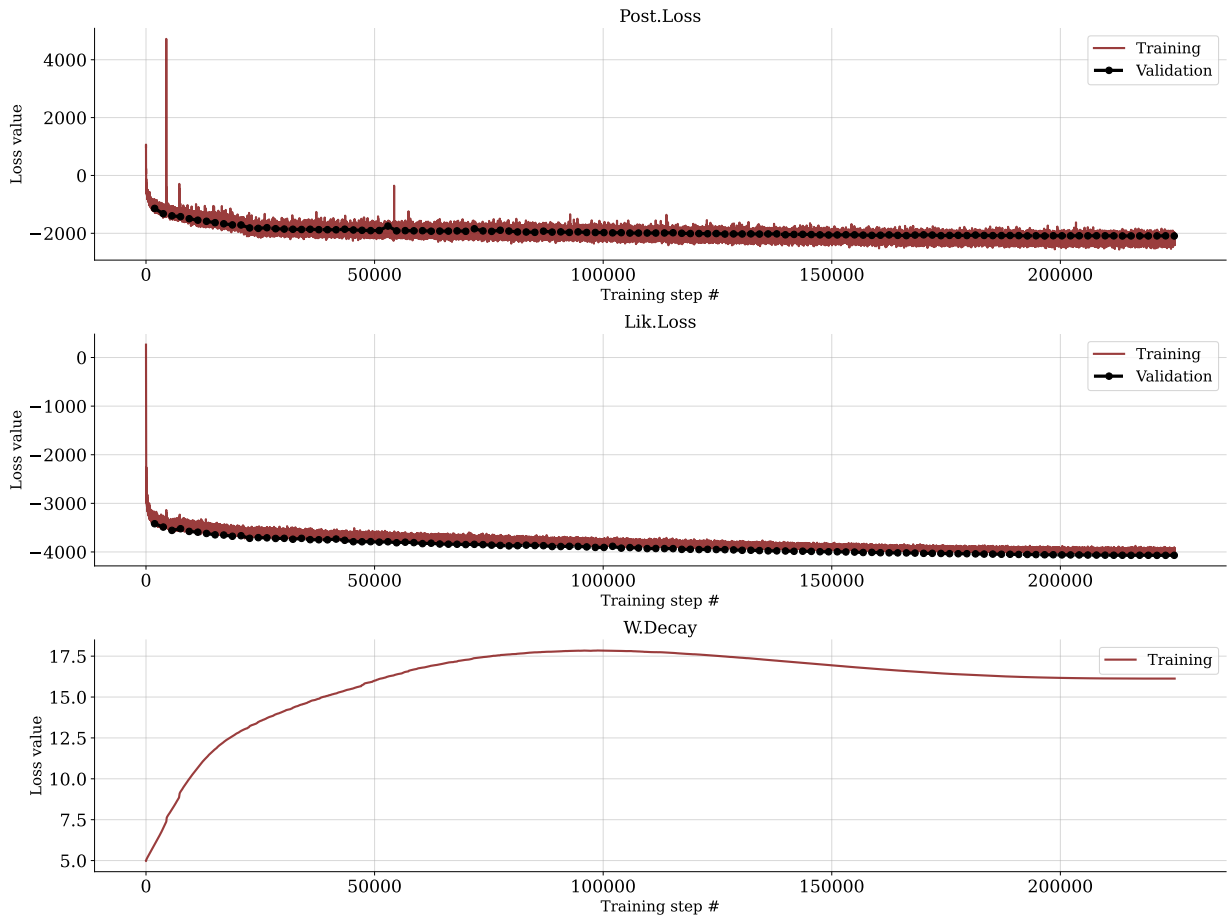 Post.Loss
Loss value
4000
2000
0
−2000
Training
Validation
0
50000
100000
150000
200000
Training step #
Lik.Loss
Loss value
0
−1000
−2000
−3000
−4000
Training
Validation
0
50000
100000
150000
200000
Training step #
W.Decay
Loss value
17.5
15.0
12.5
10.0
7.5
5.0
Training
0
50000
100000
150000
200000
Training step #